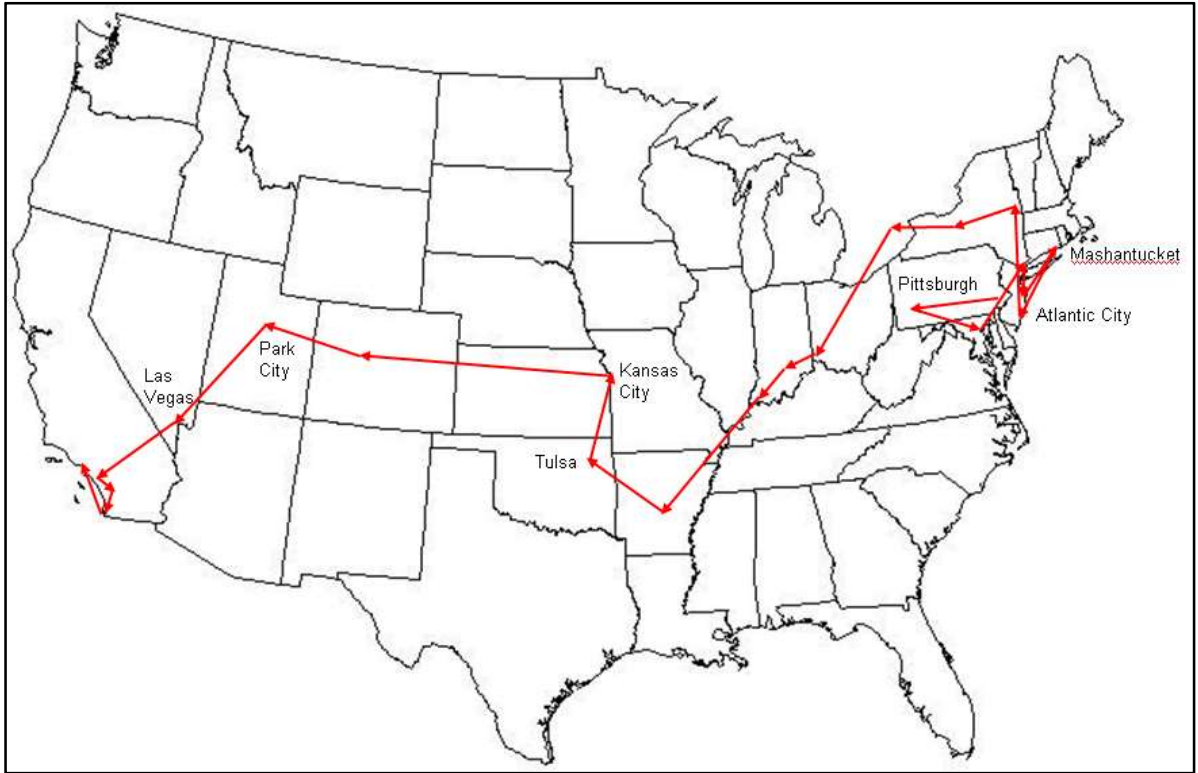 Mashantucket
Pittsburgh
Atlantic City
Park
City
Kansas
City
Las
Vegas
Tulsa